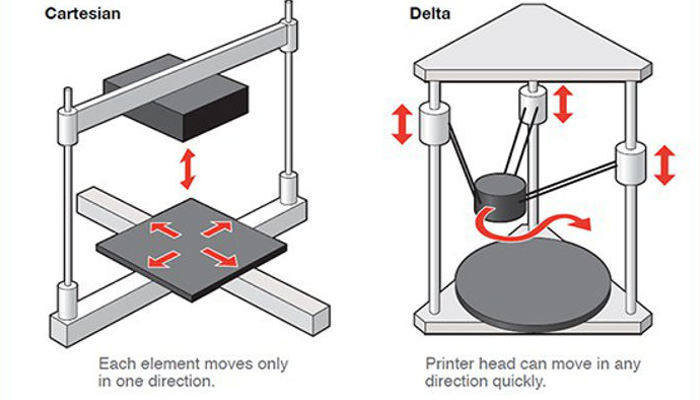 Cartesian
Delta
Each element moves only
in one direction.
Printer head can move in any
direction quickly.